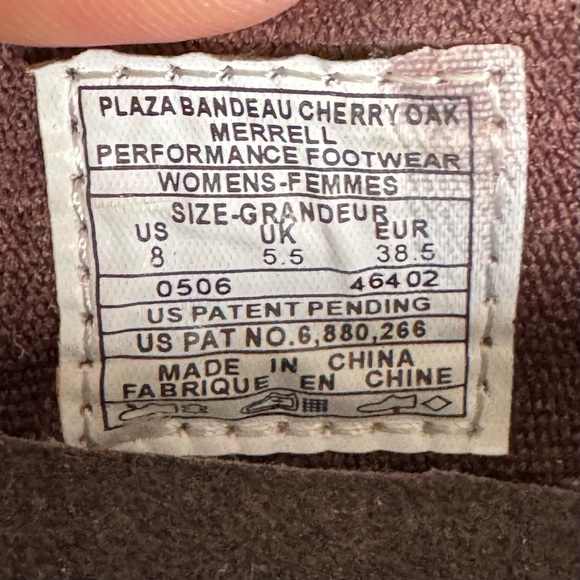 PLAZA BANDEAU CHERRY OAK
MERRELL
PERFORMANCE FOOTWEAR
WOMENS-FEMMES
SIZE-GRANDEUR
US UK EUR
8 5.5 38.5
0506 46402
US PATENT PENDING
US PAT NO.6,880,266
MADE IN CHINA
FABRIQUE EN CHINE